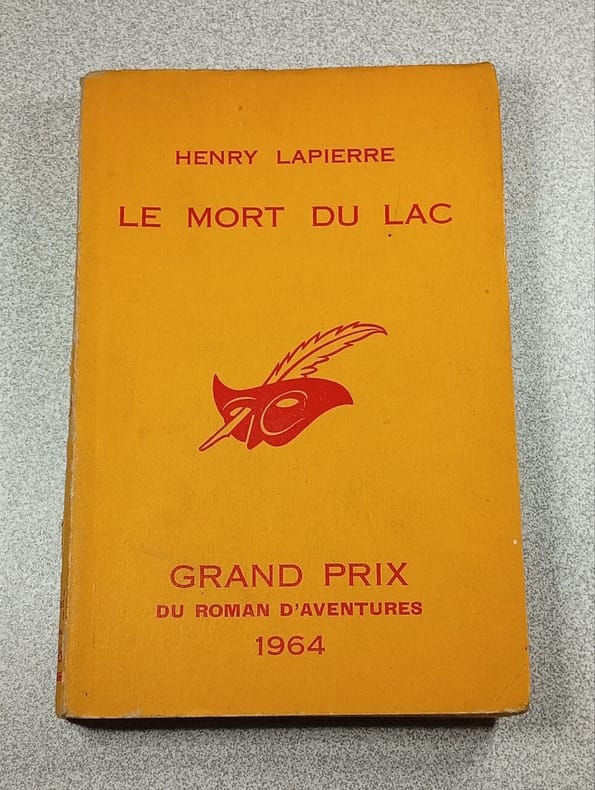 HENRY LAPIERRE
LE MORT DU LAC
GRAND PRIX
DU ROMAN D'AVENTURES
1964